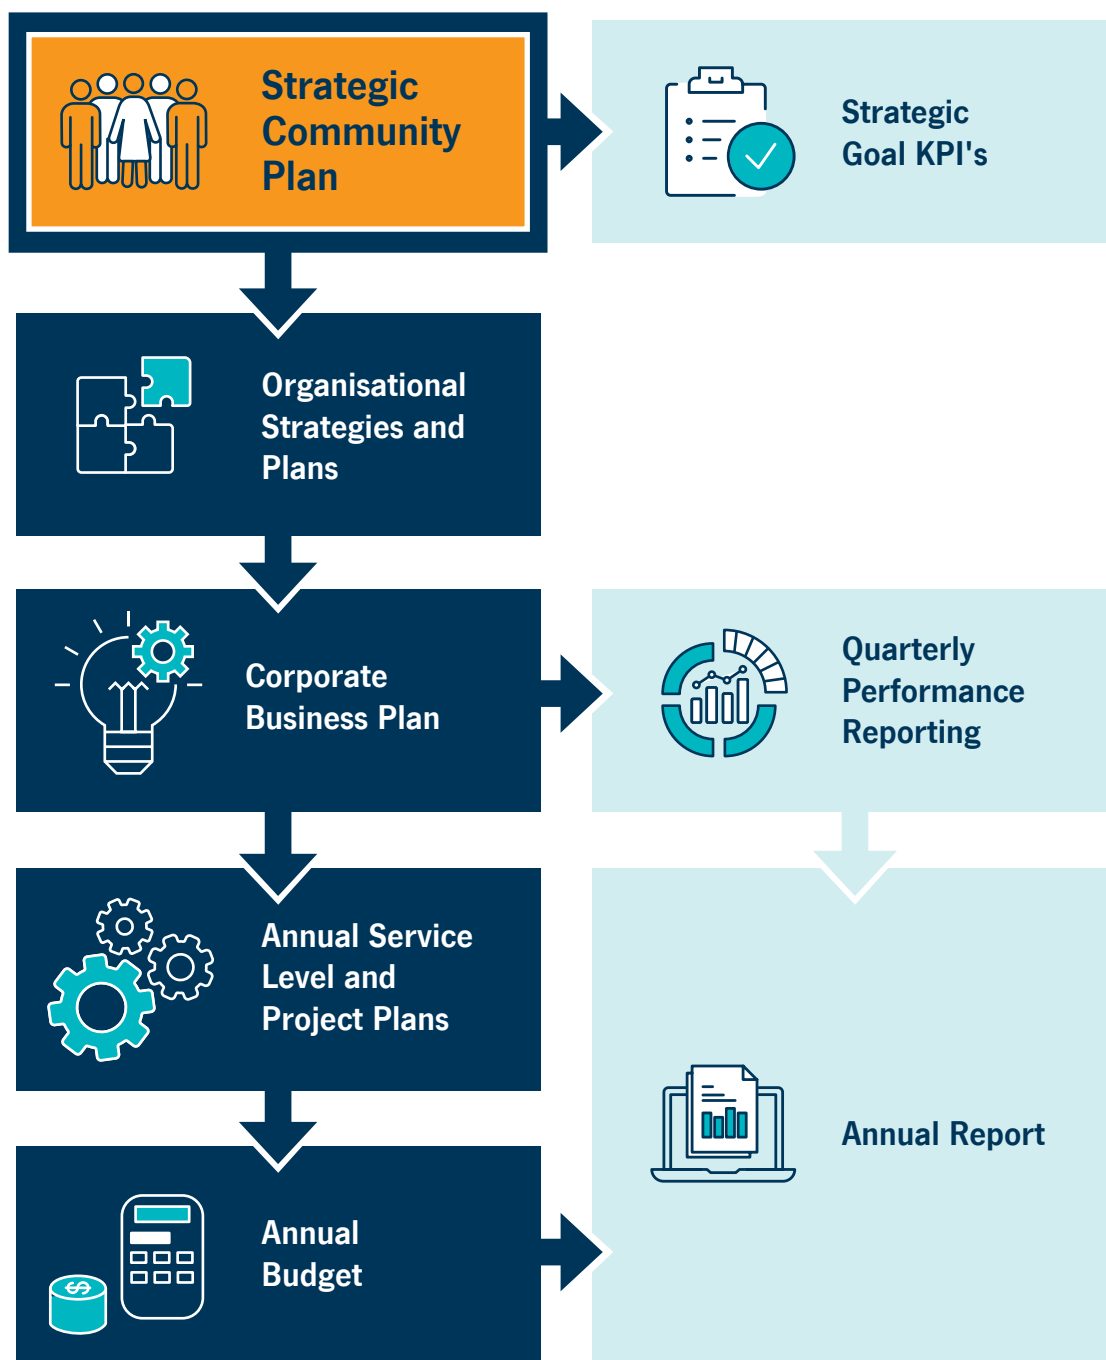 Strategic
Community
Plan
Strategic
Goal KPI's
Organisational
Strategies and
Plans
Corporate
Business Plan
Quarterly
Performance
Reporting
Annual Service
Level and
Project Plans
Annual Report
Annual
Budget
$